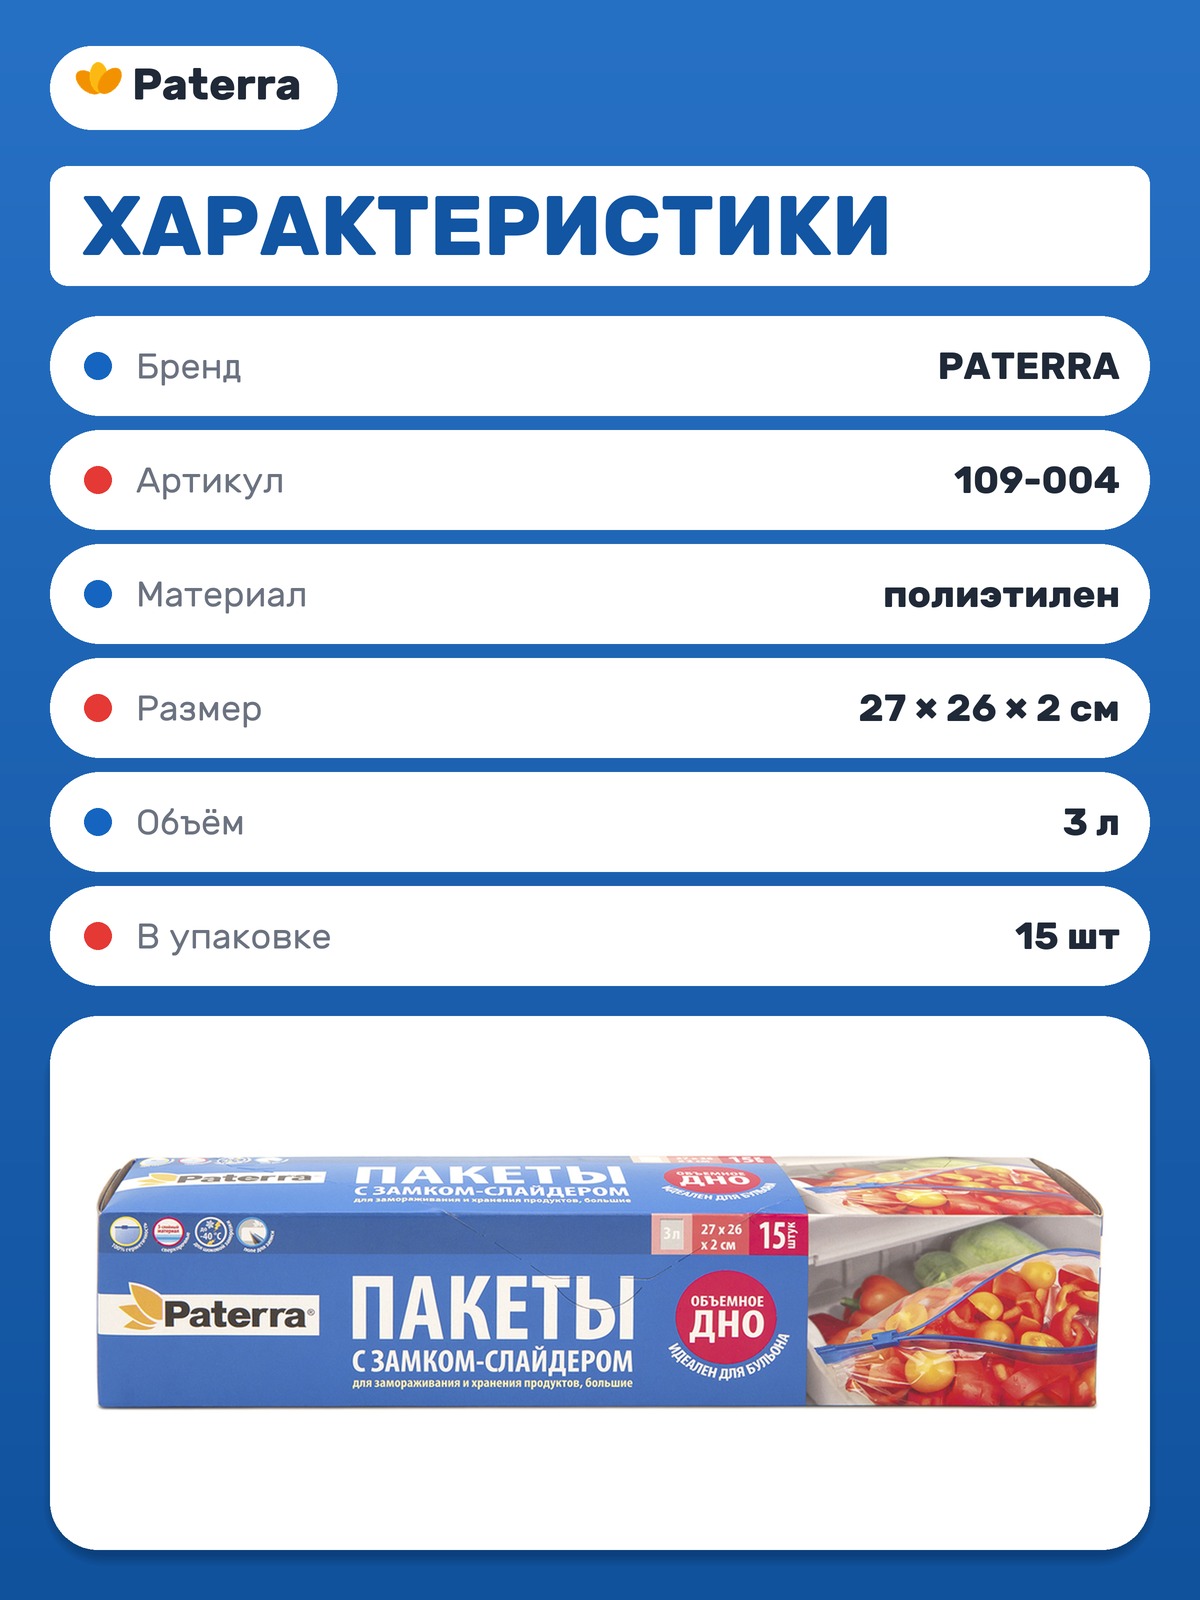 Paterra
ХАРАКТЕРИСТИКИ
Бренд PATERRA
Артикул 109-004
Материал полиэтилен
Размер 27 × 26 × 2 см
Объём 3 л
В упаковке 15 шт
Paterra
ПАКЕТЫ
С ЗАМКОМ-СЛАЙДЕРОМ
для замораживания и хранения продуктов, большие
ДНО
ИДЕАЛЕН ДЛЯ БУЛЬОНА
-40 °С
3 л
27 x 26
x 2 см
15 штук
Paterra®
ПАКЕТЫ
С ЗАМКОМ-СЛАЙДЕРОМ
для замораживания и хранения продуктов, большие
ОБЪЕМНОЕ
ДНО
ИДЕАЛЕН ДЛЯ БУЛЬОНА